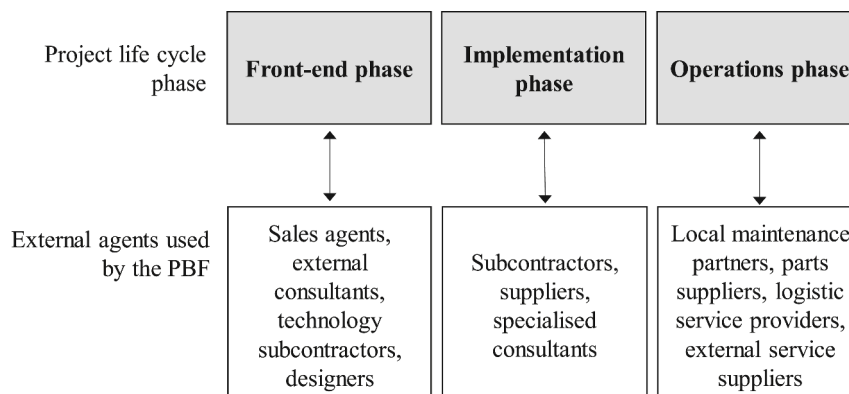 Project life cycle
phase
Front-end phase
Implementation
phase
Operations phase
External agents used
by the PBF
Sales agents,
external
consultants,
technology
subcontractors,
designers
Subcontractors,
suppliers,
specialised
consultants
Local maintenance
partners, parts
suppliers, logistic
service providers,
external service
suppliers